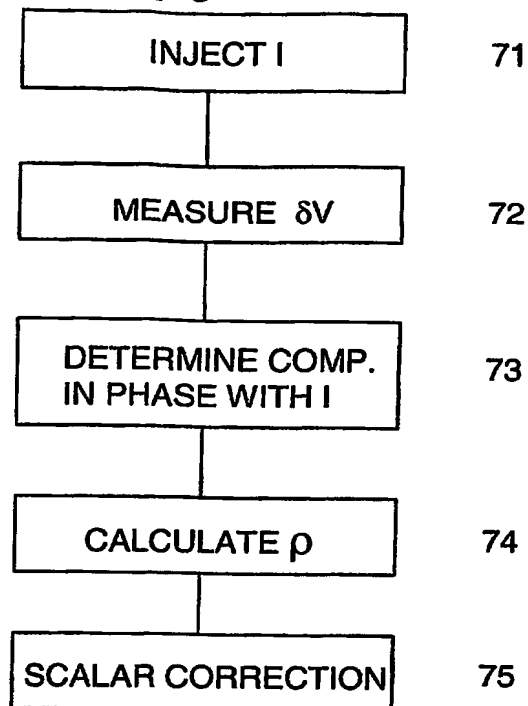 INJECT I 71
MEASURE δV 72
DETERMINE COMP.
IN PHASE WITH I 73
CALCULATE ρ 74
SCALAR CORRECTION 75